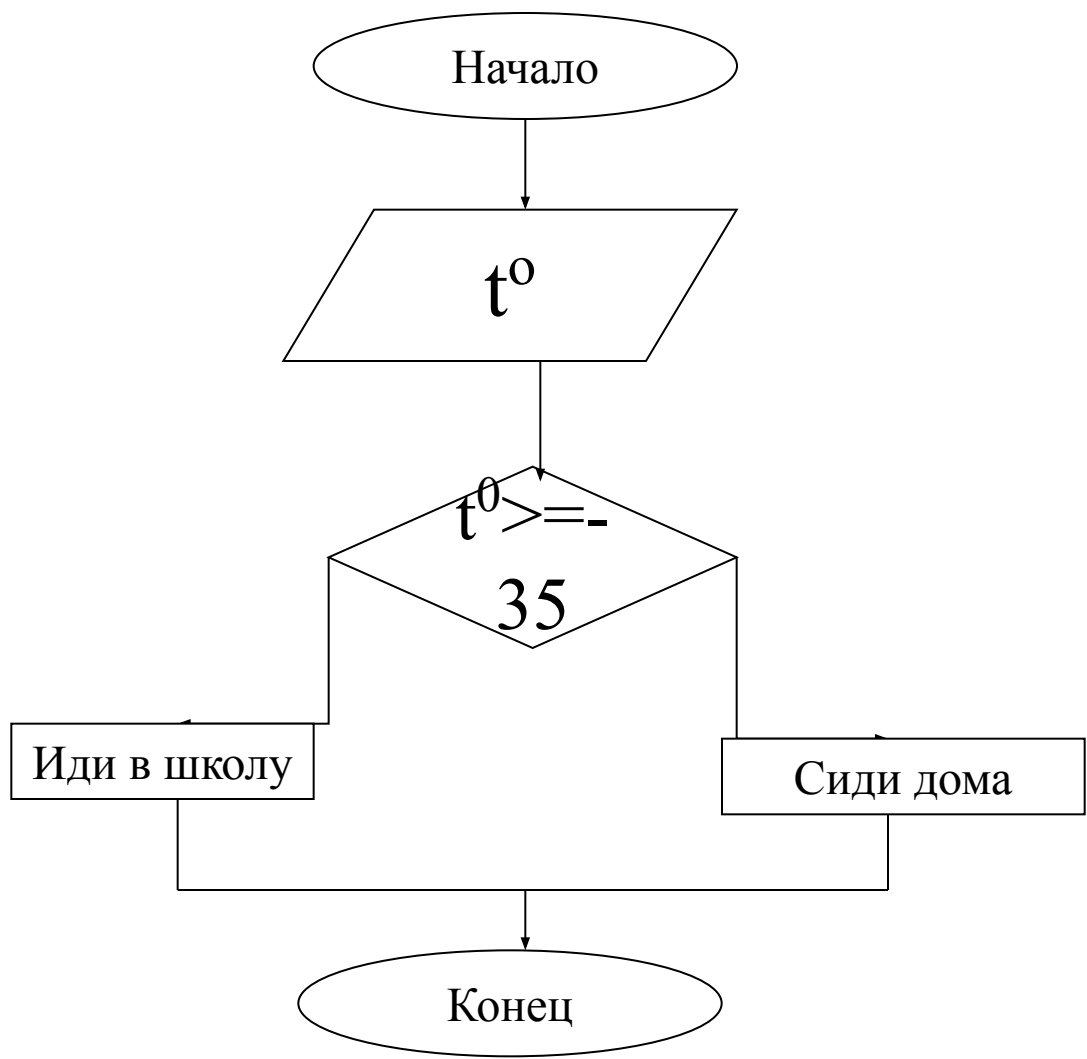 Начало
tº
t⁰>=-
35
Иди в школу
Сиди дома
Конец